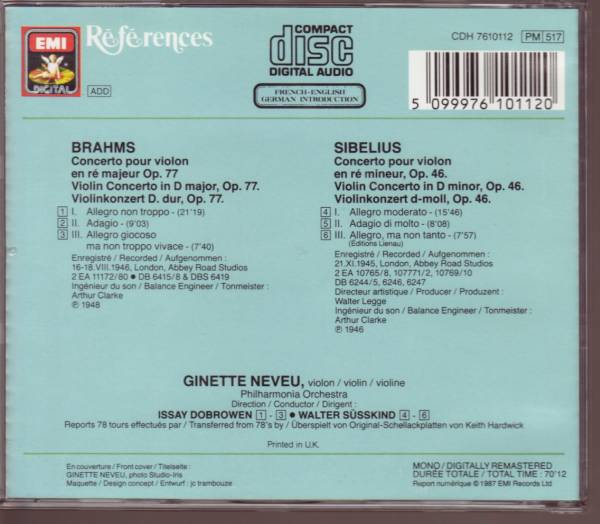 EMI
DIGITAL
Références
ADD
COMPACT
disc
DIGITAL AUDIO
FRENCH-ENGLISH
GERMAN INTRODUCTION
CDH 7610112 PM 517
5 099976 101120
BRAHMS
Concerto pour violon
en ré majeur Op. 77
Violin Concerto in D major, Op. 77.
Violinkonzert D. dur, Op. 77.
1 I. Allegro non troppo - (21'19)
2 II. Adagio - (9'03)
3 III. Allegro giocoso
ma non troppo vivace - (7'40)
Enregistré / Recorded / Aufgenommen :
16-18.VIII.1946, London, Abbey Road Studios
2 EA 11172/80 ● DB 6415/8 & DBS 6419
Ingénieur du son / Balance Engineer / Tonmeister :
Arthur Clarke
℗ 1948
SIBELIUS
Concerto pour violon
en ré mineur, Op. 46.
Violin Concerto in D minor, Op. 46.
Violinkonzert d-moll, Op. 46.
4 I. Allegro moderato - (15'46)
5 II. Adagio di molto - (8'08)
6 III. Allegro, ma non tanto - (7'57)
(Editions Lienau)
Enregistré / Recorded / Aufgenommen :
21.XI.1945, London, Abbey Road Studios
2 EA 10765/8, 107771/2, 10769/10
DB 6244/5, 6246, 6247
Directeur artistique / Producer / Produzent :
Walter Legge
Ingénieur du son / Balance Engineer / Tonmeister :
Arthur Clarke
℗ 1946
GINETTE NEVEU, violon / violin / violine
Philharmonia Orchestra
Direction / Conductor / Dirigent :
ISSAY DOBROWEN 1 - 3 ● WALTER SÜSSKIND 4 - 6
Reports 78 tours effectués par / Transferred from 78's by / Überspielt von Original-Schellackplatten von Keith Hardwick
Printed in U.K.
En couverture / Front cover / Titelseite :
GINETTE NEVEU, photo Studio-Iris
Maquette / Design concept / Entwurf : jc trambouze
MONO / DIGITALLY REMASTERED
DURÉE TOTALE / TOTAL TIME : 70'12
Report numérique © 1987 EMI Records Ltd